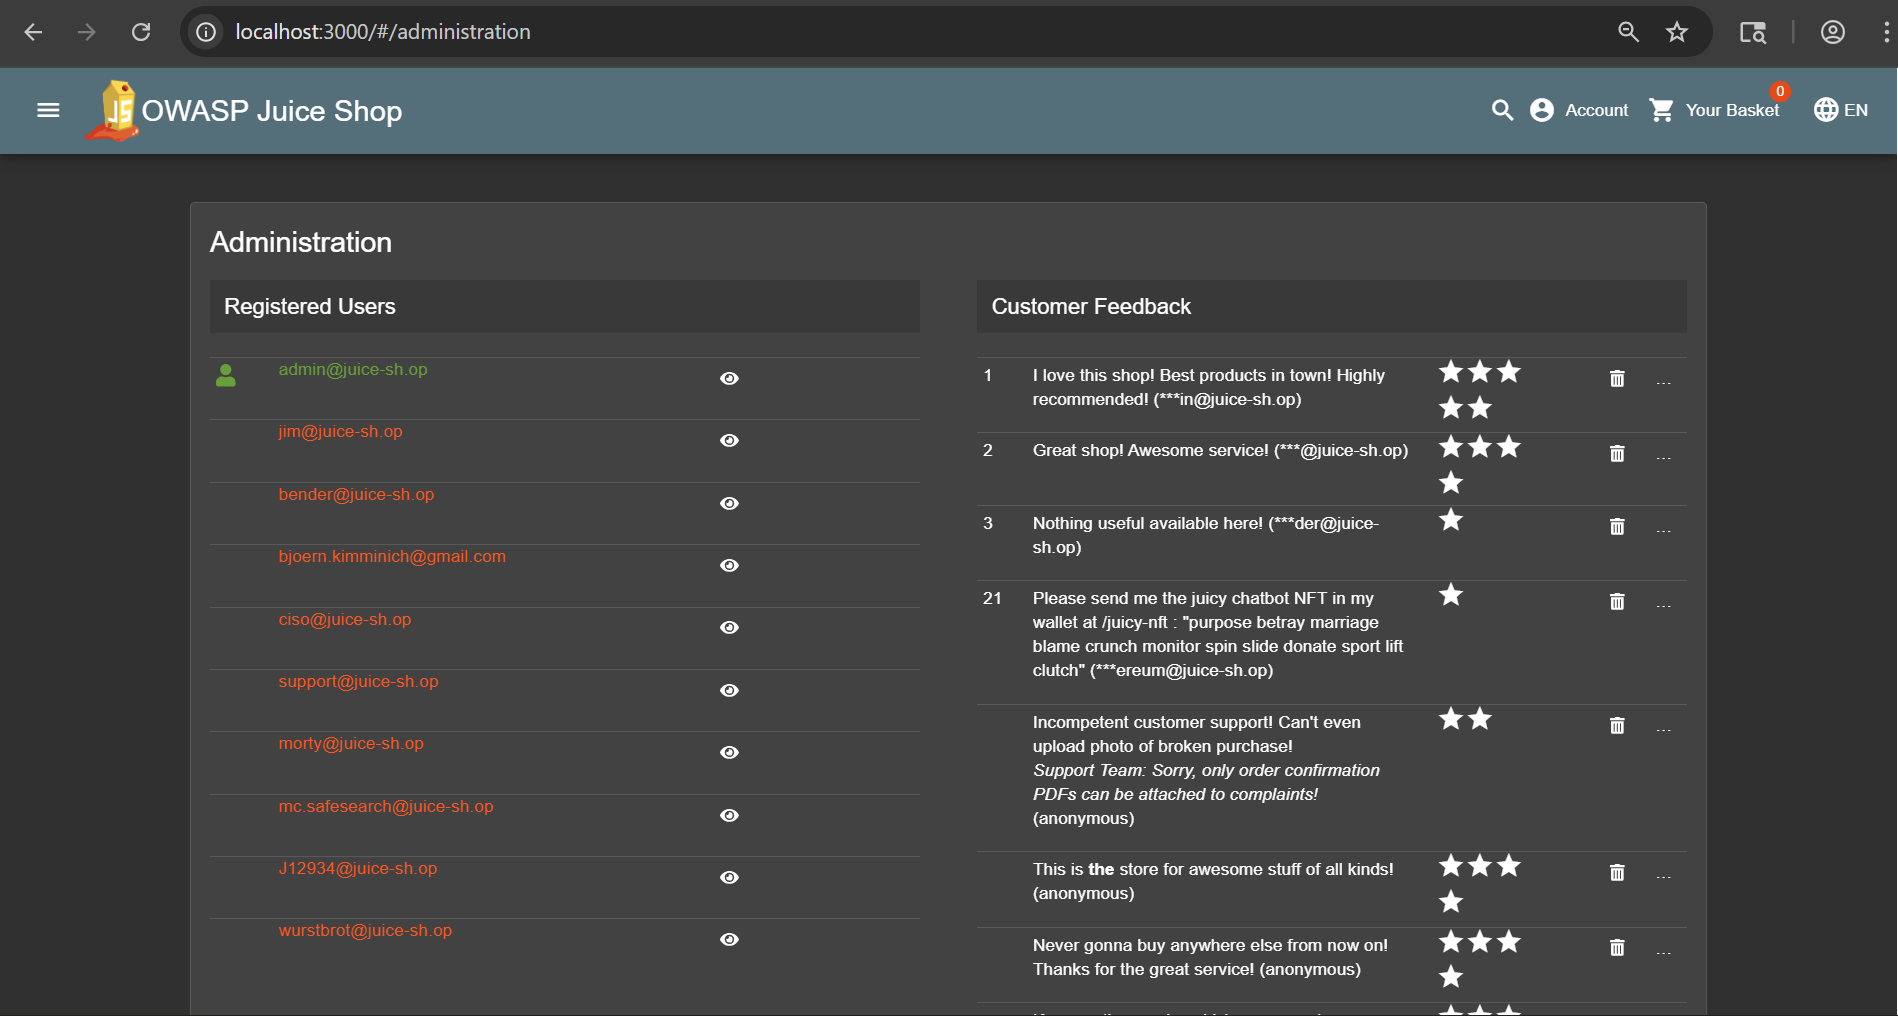 localhost:3000/#/administration
OWASP Juice Shop
Account
Your Basket
0
EN
Administration
Registered Users
admin@juice-sh.op
jim@juice-sh.op
bender@juice-sh.op
bjoern.kimminich@gmail.com
ciso@juice-sh.op
support@juice-sh.op
morty@juice-sh.op
mc.safesearch@juice-sh.op
J12934@juice-sh.op
wurstbrot@juice-sh.op
Customer Feedback
1
I love this shop! Best products in town! Highly
recommended! (***in@juice-sh.op)
...
2
Great shop! Awesome service! (***@juice-sh.op)
...
3
Nothing useful available here! (***der@juice-
sh.op)
...
21
Please send me the juicy chatbot NFT in my
wallet at /juicy-nft : "purpose betray marriage
blame crunch monitor spin slide donate sport lift
clutch" (***ereum@juice-sh.op)
...
Incompetent customer support! Can't even
upload photo of broken purchase!
Support Team: Sorry, only order confirmation
PDFs can be attached to complaints!
(anonymous)
...
This is the store for awesome stuff of all kinds!
(anonymous)
...
Never gonna buy anywhere else from now on!
Thanks for the great service! (anonymous)
...